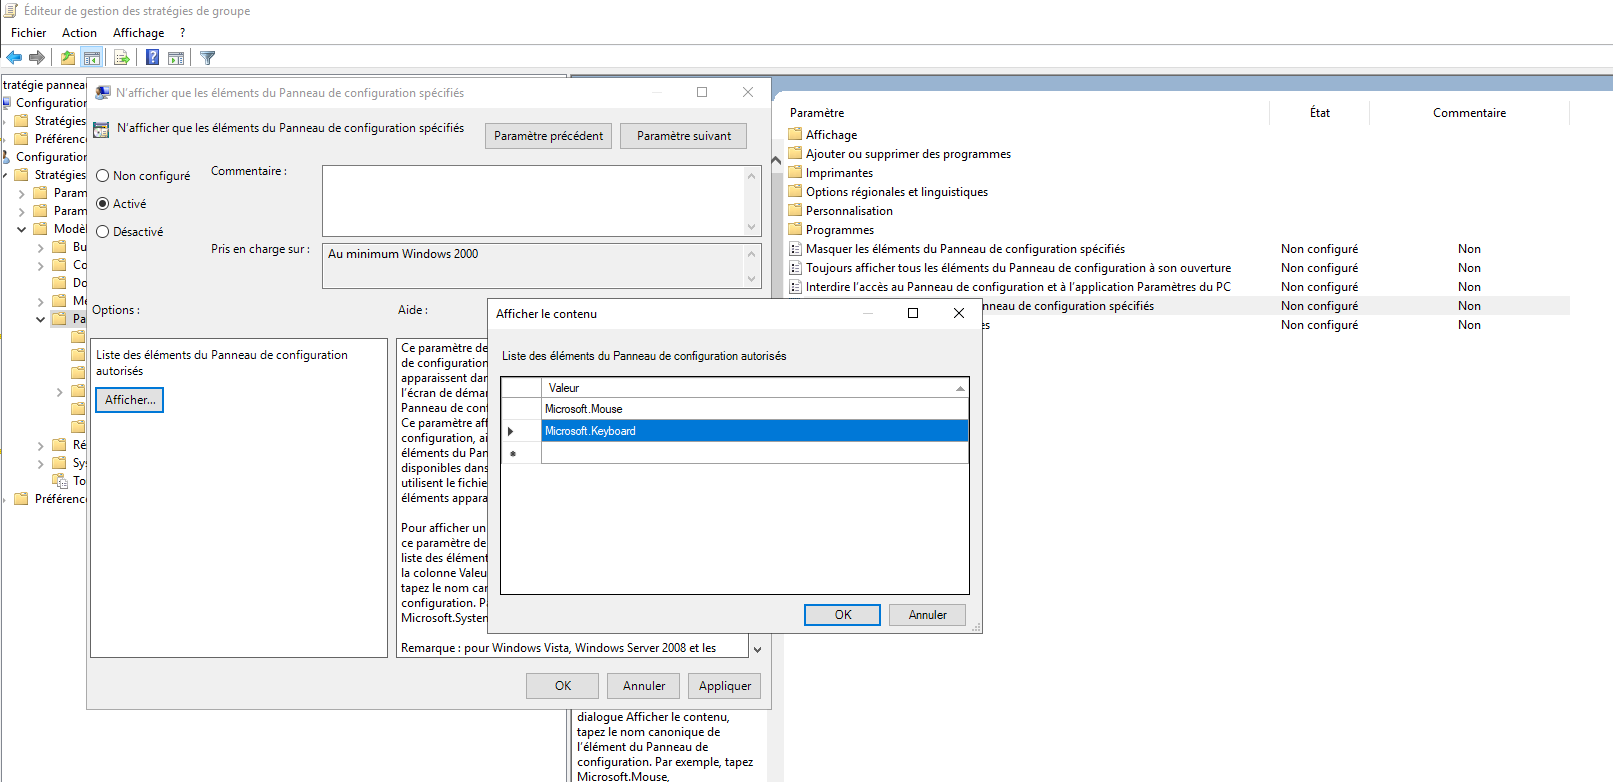 Éditeur de gestion des stratégies de groupe
Fichier Action Affichage ?
tratégie pannea
Configuration
Stratégies
Préférenc
Configuration
Stratégies
Param
Param
Modèl
Bu
Co
Do
Me
Pa
Ré
Sys
To
Préférenc
N'afficher que les éléments du Panneau de configuration spécifiés
N'afficher que les éléments du Panneau de configuration spécifiés
Paramètre précédent
Paramètre suivant
Non configuré
Activé
Désactivé
Commentaire :
Pris en charge sur :
Au minimum Windows 2000
Options :
Aide :
Liste des éléments du Panneau de configuration
autorisés
Afficher...
Ce paramètre de
de configuration
apparaissent dan
l'écran de démar
Panneau de conf
Ce paramètre aff
configuration, ai
éléments du Pan
disponibles dans
utilisent le fichie
éléments appara
Pour afficher un
ce paramètre de
liste des élément
la colonne Valeu
tapez le nom can
configuration. Pa
Microsoft.System
Remarque : pour Windows Vista, Windows Server 2008 et les
OK
Annuler
Appliquer
Afficher le contenu
Liste des éléments du Panneau de configuration autorisés
Valeur
Microsoft.Mouse
Microsoft.Keyboard
OK
Annuler
Paramètre État Commentaire
Affichage
Ajouter ou supprimer des programmes
Imprimantes
Options régionales et linguistiques
Personnalisation
Programmes
Masquer les éléments du Panneau de configuration spécifiés Non configuré Non
Toujours afficher tous les éléments du Panneau de configuration à son ouverture Non configuré Non
Interdire l'accès au Panneau de configuration et à l'application Paramètres du PC Non configuré Non
nneau de configuration spécifiés Non configuré Non
es Non configuré Non
dialogue Afficher le contenu,
tapez le nom canonique de
l'élément du Panneau de
configuration. Par exemple, tapez
Microsoft.Mouse,